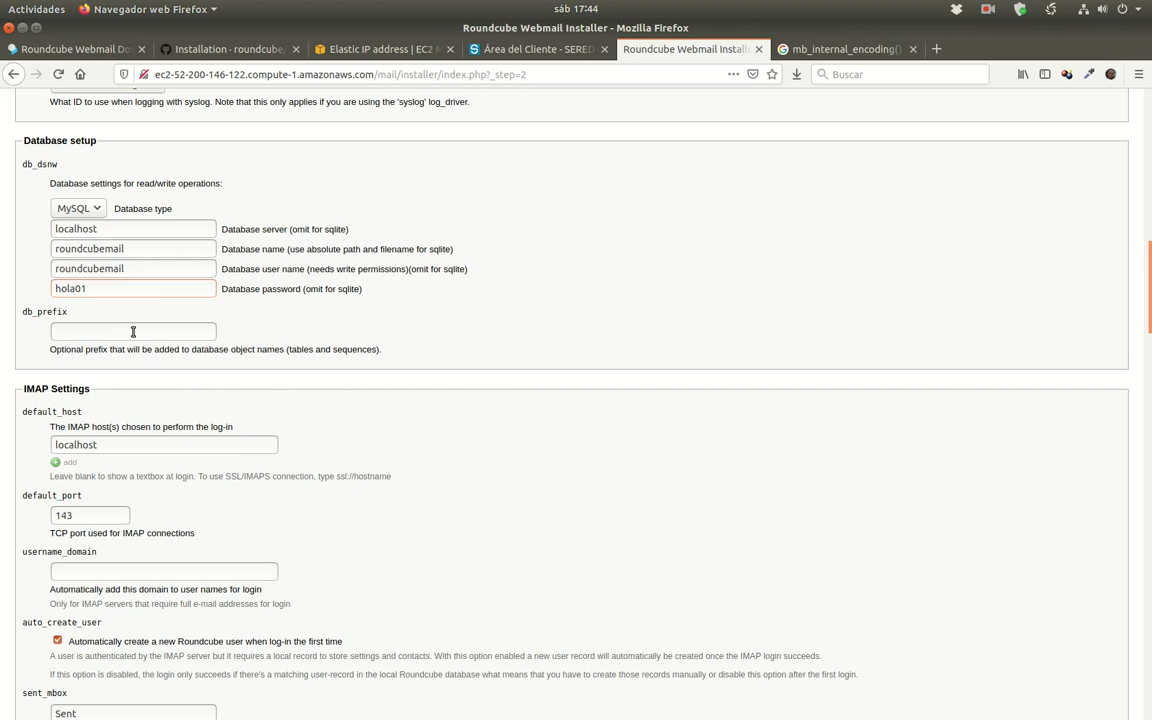 Actividades
Navegador web Firefox
sáb 17:44
Roundcube Webmail Installer - Mozilla Firefox
Roundcube Webmail Do
Installation · roundcube/
Elastic IP address | EC2 M
Área del Cliente - SERED
Roundcube Webmail Install
mb_internal_encoding()
ec2-52-200-146-122.compute-1.amazonaws.com/mail/installer/index.php?_step=2
Buscar
What ID to use when logging with syslog. Note that this only applies if you are using the 'syslog' log_driver.
Database setup
db_dsnw
Database settings for read/write operations:
MySQL Database type
localhost Database server (omit for sqlite)
roundcubemail Database name (use absolute path and filename for sqlite)
roundcubemail Database user name (needs write permissions)(omit for sqlite)
hola01 Database password (omit for sqlite)
db_prefix
Optional prefix that will be added to database object names (tables and sequences).
IMAP Settings
default_host
The IMAP host(s) chosen to perform the log-in
localhost
add
Leave blank to show a textbox at login. To use SSL/IMAPS connection, type ssl://hostname
default_port
143
TCP port used for IMAP connections
username_domain
Automatically add this domain to user names for login
Only for IMAP servers that require full e-mail addresses for login
auto_create_user
Automatically create a new Roundcube user when log-in the first time
A user is authenticated by the IMAP server but it requires a local record to store settings and contacts. With this option enabled a new user record will automatically be created once the IMAP login succeeds.
If this option is disabled, the login only succeeds if there's a matching user-record in the local Roundcube database what means that you have to create those records manually or disable this option after the first login.
sent_mbox
Sent